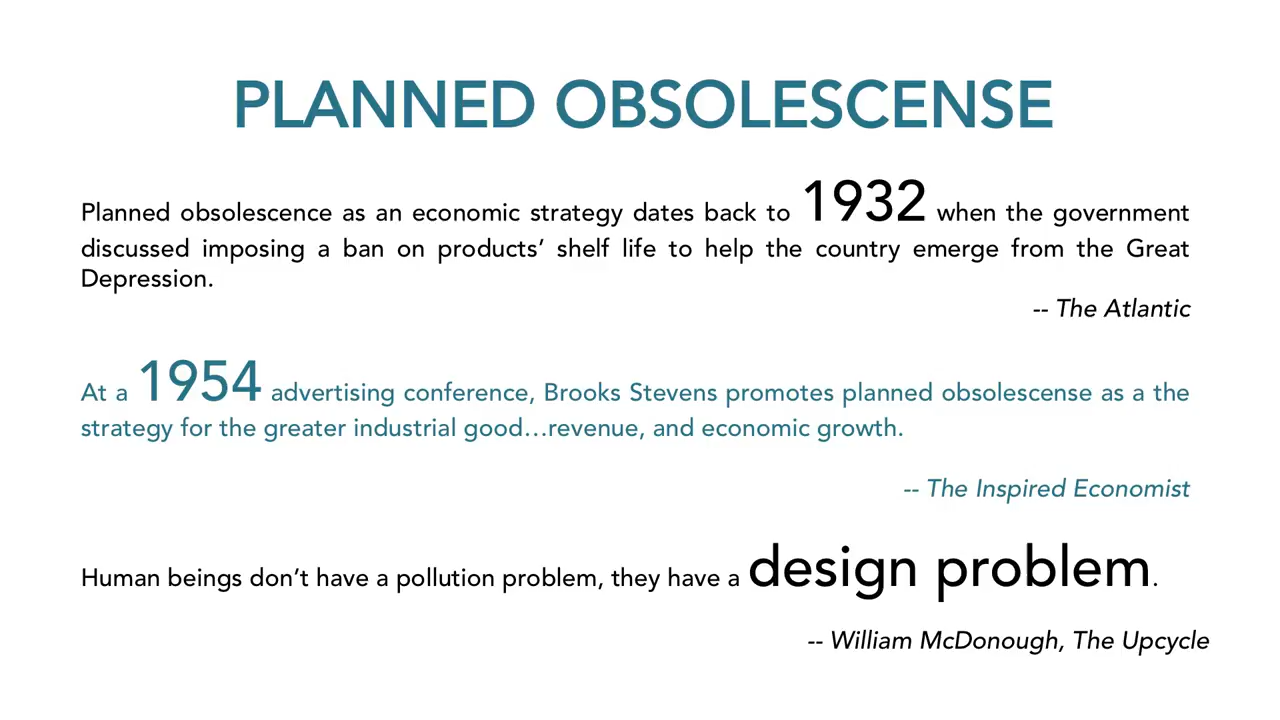 PLANNED OBSOLESCENSE
Planned obsolescence as an economic strategy dates back to 1932 when the government
discussed imposing a ban on products’ shelf life to help the country emerge from the Great
Depression.
-- The Atlantic
At a 1954 advertising conference, Brooks Stevens promotes planned obsolescense as a the
strategy for the greater industrial good…revenue, and economic growth.
-- The Inspired Economist
Human beings don’t have a pollution problem, they have a design problem.
-- William McDonough, The Upcycle